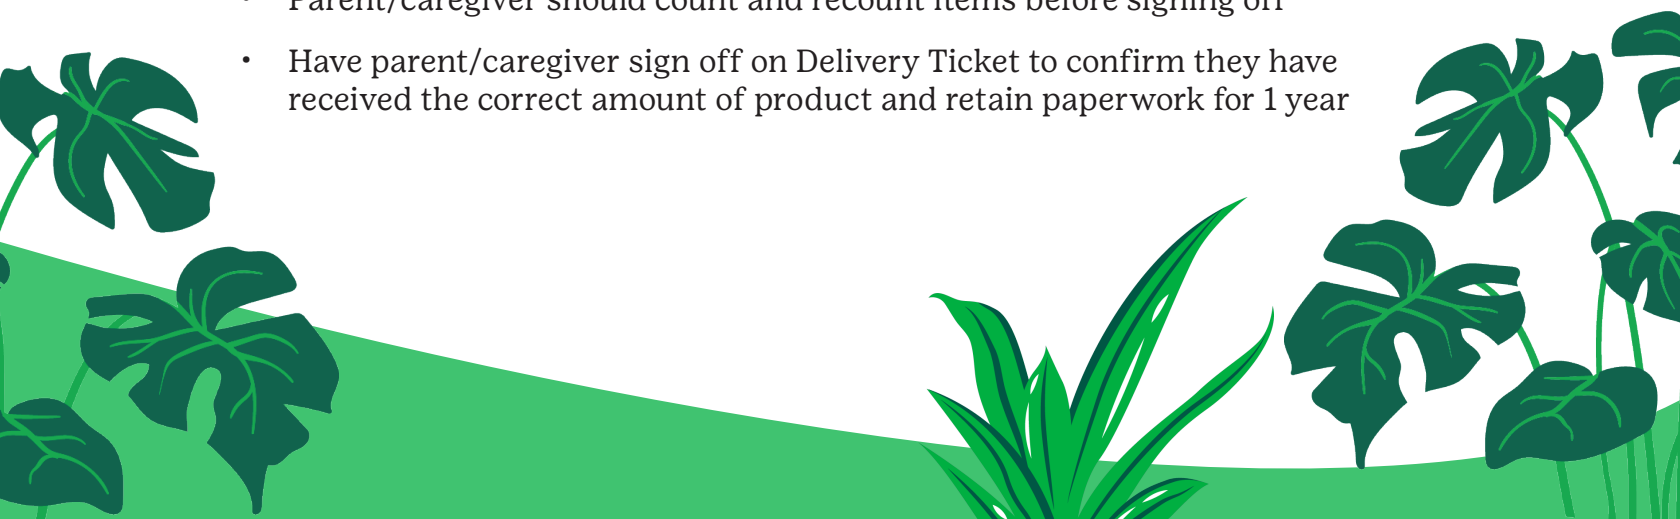 • Parent/caregiver should count and recount items before signing off
• Have parent/caregiver sign off on Delivery Ticket to confirm they have
received the correct amount of product and retain paperwork for 1 year